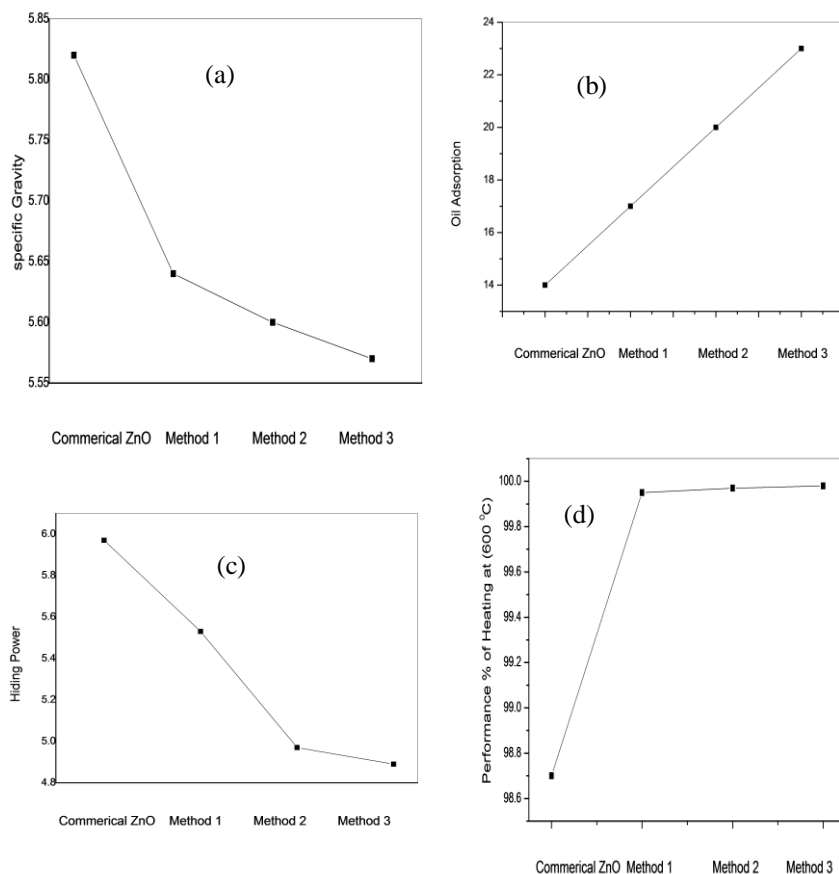 (a)
specific Gravity
5.85
5.80
5.75
5.70
5.65
5.60
5.55
Commerical ZnO Method 1 Method 2 Method 3
(b)
Oil Adsorption
24
22
20
18
16
14
Commerical ZnO Method 1 Method 2 Method 3
(c)
Hiding Power
6.0
5.8
5.6
5.4
5.2
5.0
4.8
Commerical ZnO Method 1 Method 2 Method 3
(d)
Performance % of Heating at (600 °C)
100.0
99.8
99.6
99.4
99.2
99.0
98.8
98.6
Commerical ZnO Method 1 Method 2 Method 3